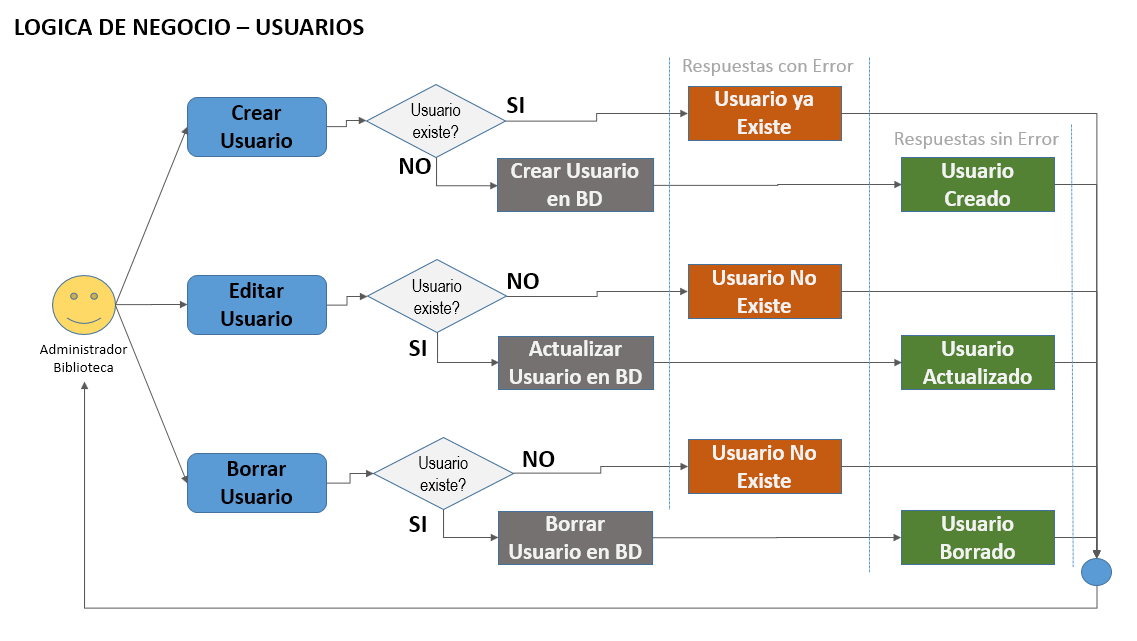 LOGICA DE NEGOCIO – USUARIOS
Respuestas con Error
Crear
Usuario
Usuario
existe?
SI
Usuario ya
Existe
Respuestas sin Error
NO
Crear Usuario
en BD
Usuario
Creado
Editar
Usuario
Usuario
existe?
NO
Usuario No
Existe
Administrador
Biblioteca
SI
Actualizar
Usuario en BD
Usuario
Actualizado
Borrar
Usuario
Usuario
existe?
NO
Usuario No
Existe
SI
Borrar
Usuario en BD
Usuario
Borrado